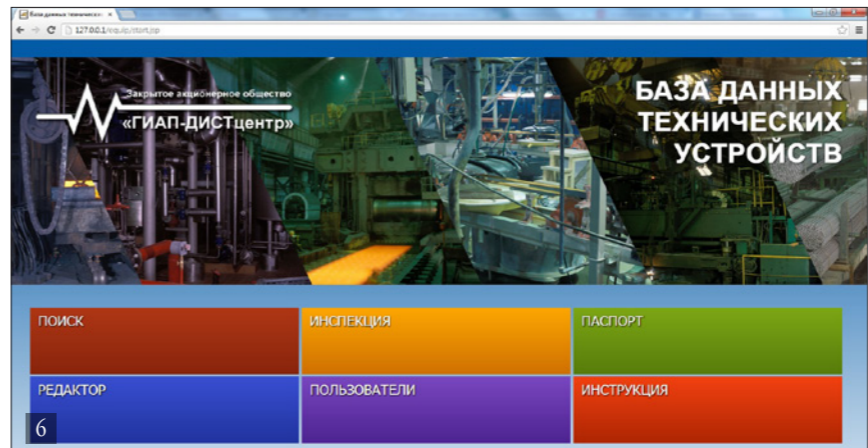 База данных техническ
127.0.0.1
Закрытое акционерное общество
«ГИАП-ДИСТцентр»
БАЗА ДАННЫХ
ТЕХНИЧЕСКИХ
УСТРОЙСТВ
ПОИСК
ИНСПЕКЦИЯ
ПАСПОРТ
РЕДАКТОР
ПОЛЬЗОВАТЕЛИ
ИНСТРУКЦИЯ
6